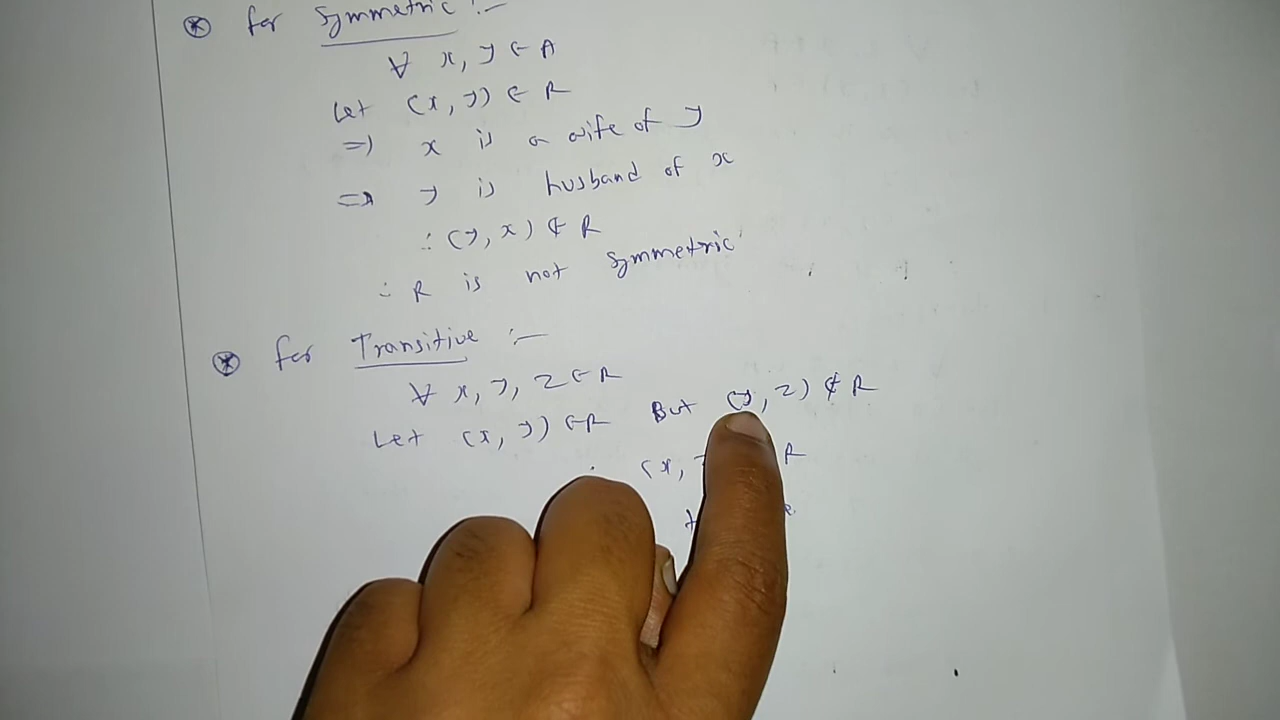 ⊛ for Symmetric :-
∀ x, y ∈ A
Let (x, y) ∈ R
=> x is a wife of y
=> y is husband of x
∴ (y, x) ∉ R
∴ R is not symmetric
⊛ for Transitive :-
∀ x, y, z ∈ R
Let (x, y) ∈ R But (y, z) ∉ R
(x, R